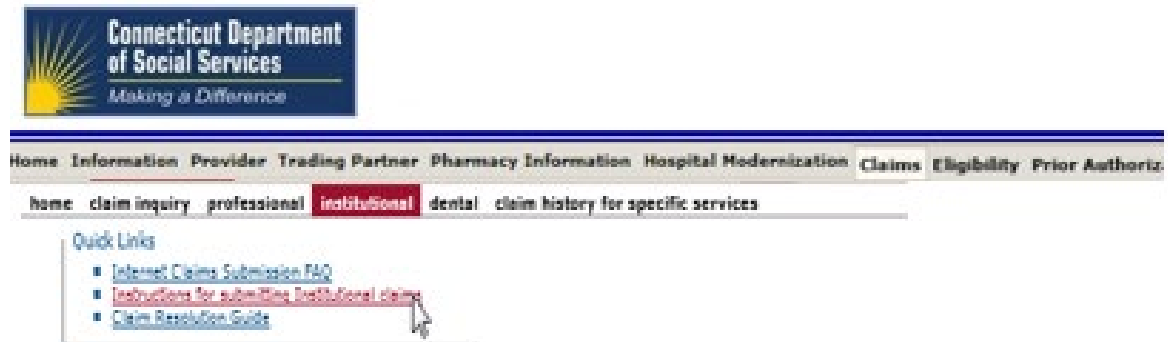 Connecticut Department
of Social Services
Making a Difference
Home Information Provider Trading Partner Pharmacy Information Hospital Modernization Claims Eligibility Prior Authoriz
home claim inquiry professional institutional dental claim history for specific services
Quick Links
Internet Claims Submission FAQ
Instructions for submitting Institutional claims
Claim Resolution Guide